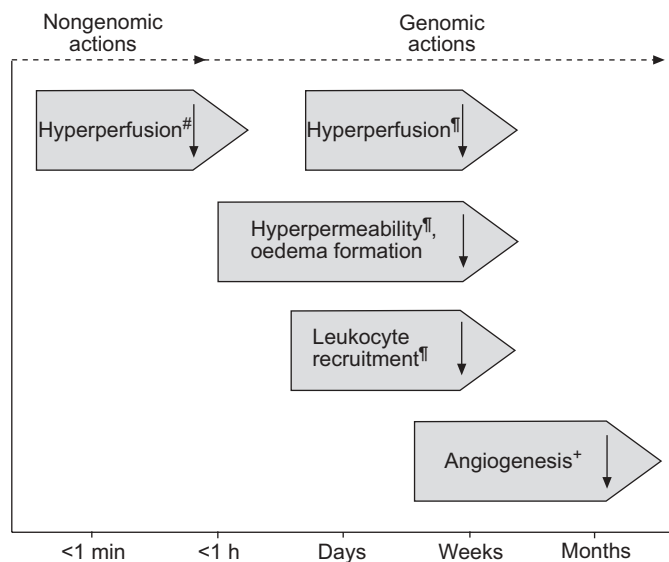 Nongenomic
actions
Genomic
actions
Hyperperfusion#
Hyperperfusion¶
Hyperpermeability¶,
oedema formation
Leukocyte
recruitment¶
Angiogenesis+
<1 min
<1 h
Days
Weeks
Months